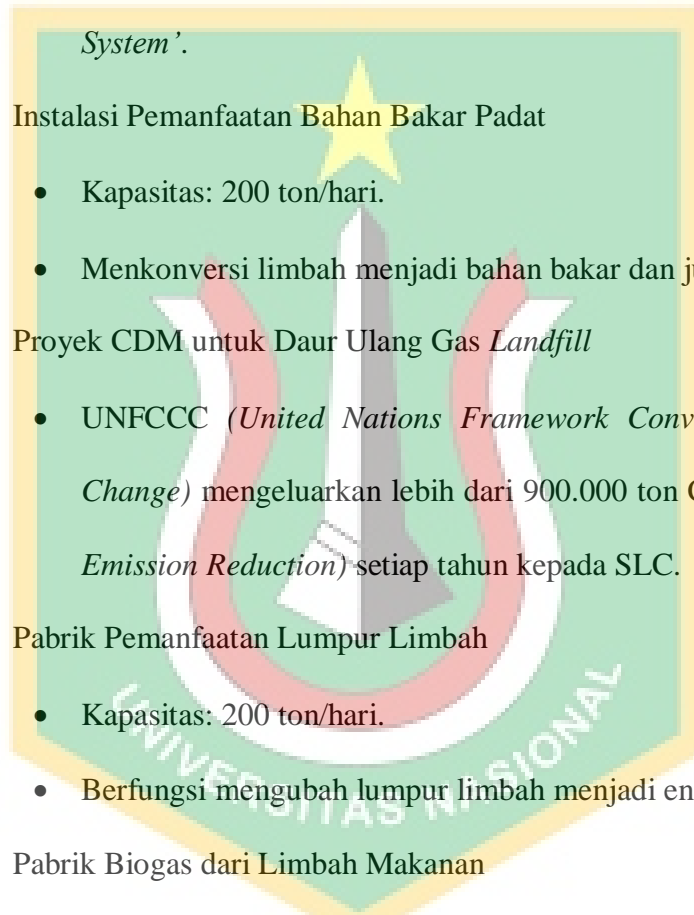 System’.
Instalasi Pemanfaatan Bahan Bakar Padat
• Kapasitas: 200 ton/hari.
• Menkonversi limbah menjadi bahan bakar dan
Proyek CDM untuk Daur Ulang Gas Landfill
• UNFCCC (United Nations Framework
Change) mengeluarkan lebih dari 900.000 ton
Emission Reduction) setiap tahun kepada SLC.
Pabrik Pemanfaatan Lumpur Limbah
• Kapasitas: 200 ton/hari.
• Berfungsi mengubah lumpur limbah menjadi
Pabrik Biogas dari Limbah Makanan
UNIVERSITAS NASIONAL